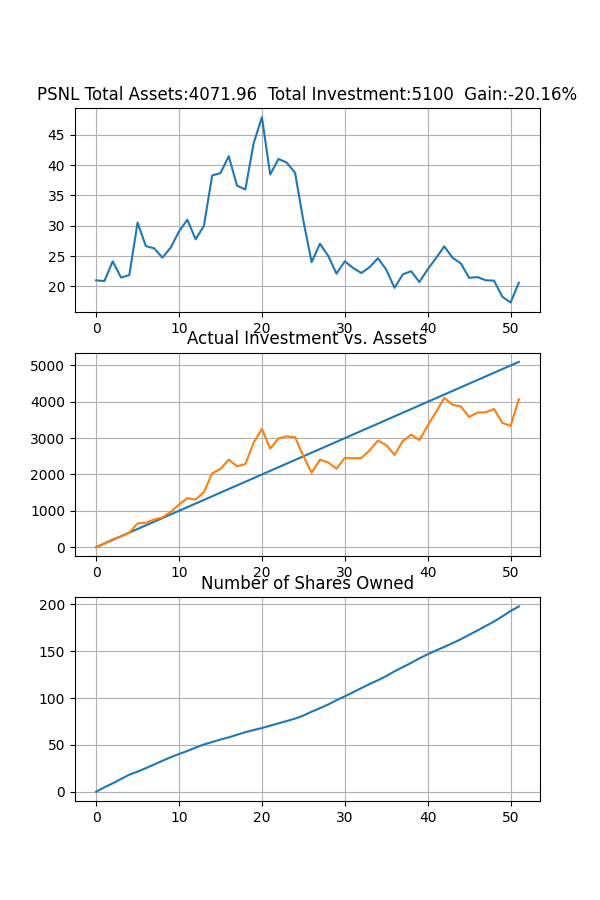 PSNL Total Assets:4071.96  Total Investment:5100  Gain:-20.16%
45
40
35
30
25
20
0 10 20 30 40 50
Actual Investment vs. Assets
5000
4000
3000
2000
1000
0
0 10 20 30 40 50
Number of Shares Owned
200
150
100
50
0
0 10 20 30 40 50